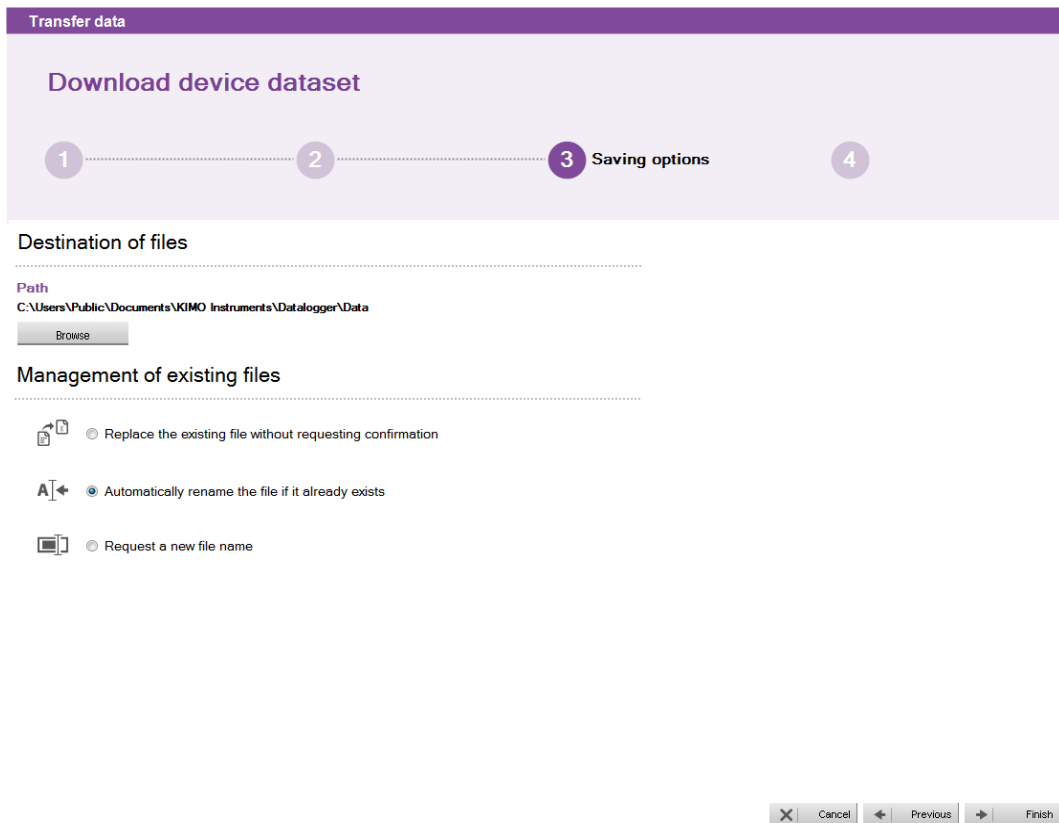 Transfer data
Download device dataset
1 2 3 Saving options 4
Destination of files
Path
C:\Users\Public\Documents\KIMO Instruments\Datalogger\Data
Browse
Management of existing files
Replace the existing file without requesting confirmation
A Automatically rename the file if it already exists
Request a new file name
Cancel Previous Finish